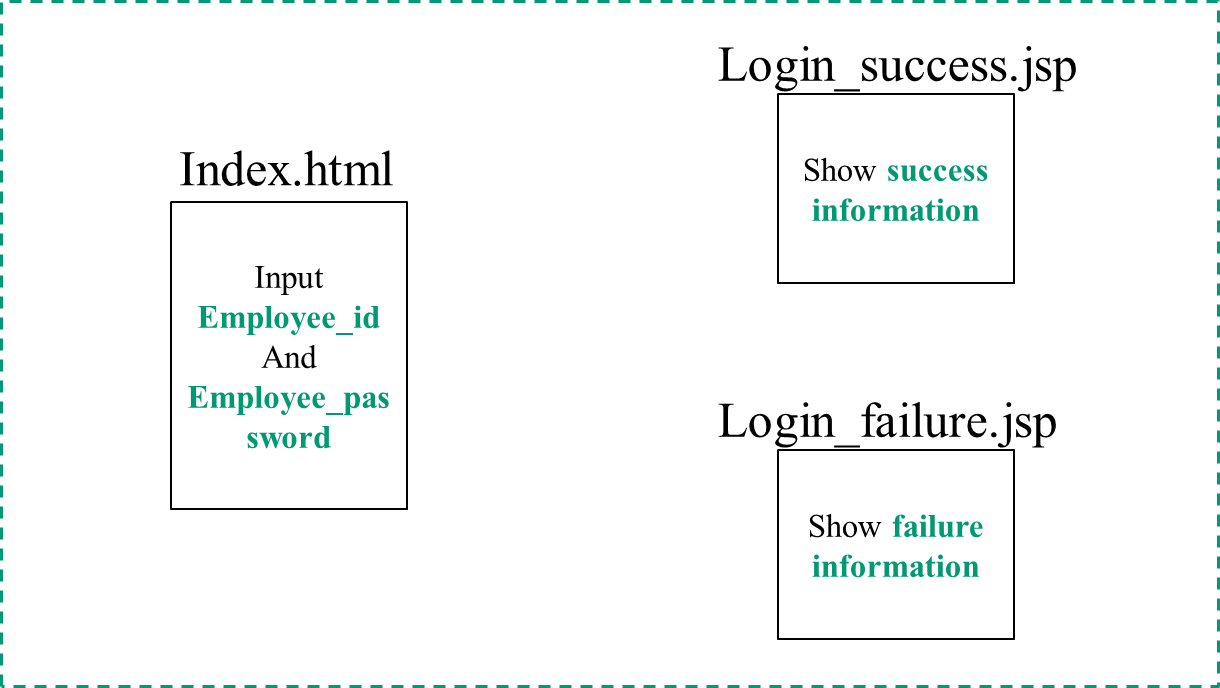 Index.html
Input
Employee_id
And
Employee_pas
sword
Login_success.jsp
Show success
information
Login_failure.jsp
Show failure
information